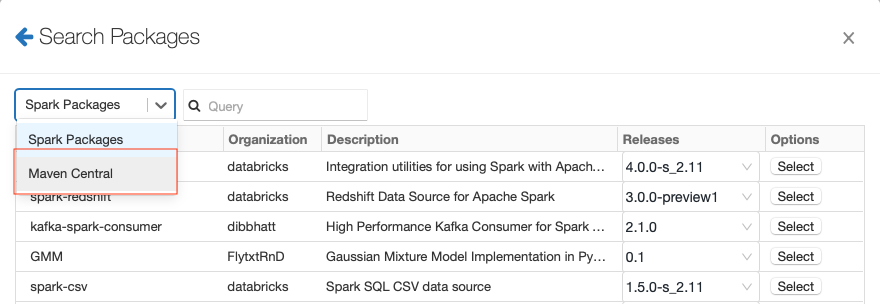 Search Packages
Spark Packages Query
Spark Packages Organization Description Releases Options
Maven Central databricks Integration utilities for using Spark with Apach... 4.0.0-s_2.11 Select
spark-redshift databricks Redshift Data Source for Apache Spark 3.0.0-preview1 Select
kafka-spark-consumer dibbhatt High Performance Kafka Consumer for Spark ... 2.1.0 Select
GMM FlytxtRnD Gaussian Mixture Model Implementation in Py... 0.1 Select
spark-csv databricks Spark SQL CSV data source 1.5.0-s_2.11 Select